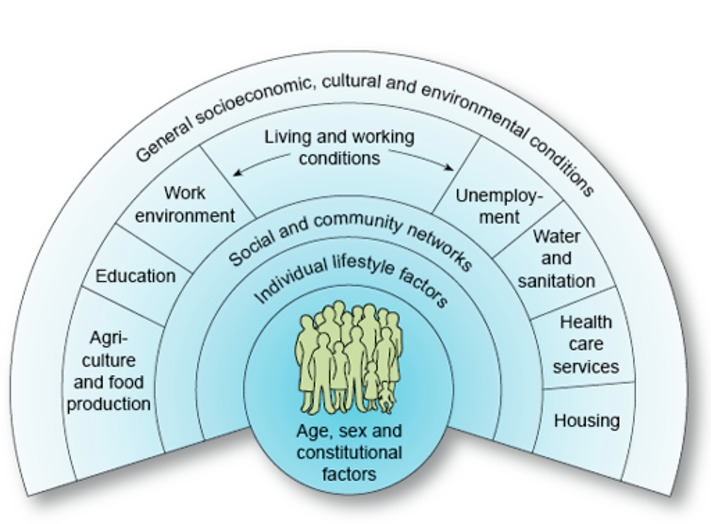 General socioeconomic, cultural and environmental conditions
Living and working
conditions
Work
environment
Unemploy-
ment
Education
Water
and
sanitation
Agri-
culture
and food
production
Health
care
services
Housing
Social and community networks
Individual lifestyle factors
Age, sex and
constitutional
factors